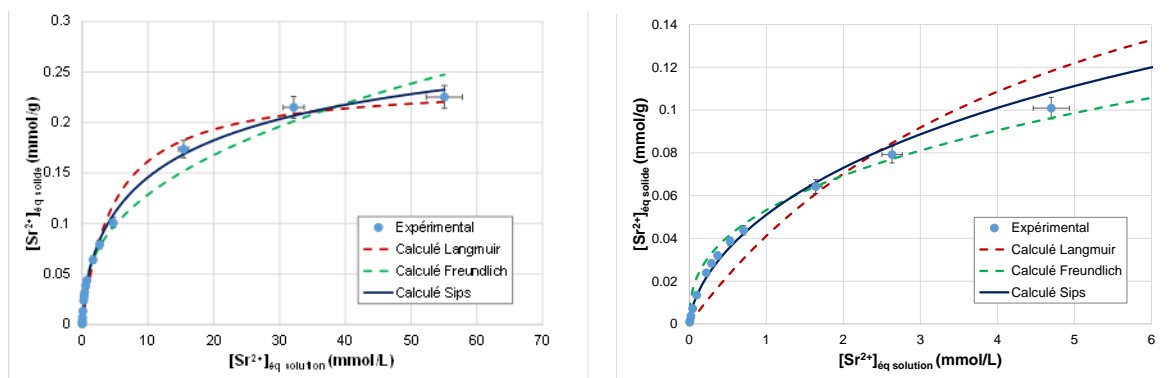 0.3
0.25
0.2
0.15
0.1
0.05
0
[Sr²⁺]éq solide (mmol/g)
Expérimental
Calculé Langmuir
Calculé Freundlich
Calculé Sips
0 10 20 30 40 50 60 70
[Sr²⁺]éq solution (mmol/L)
0.14
0.12
0.1
0.08
0.06
0.04
0.02
0
[Sr²⁺]éq solide (mmol/g)
Expérimental
Calculé Langmuir
Calculé Freundlich
Calculé Sips
0 1 2 3 4 5 6
[Sr²⁺]éq solution (mmol/L)